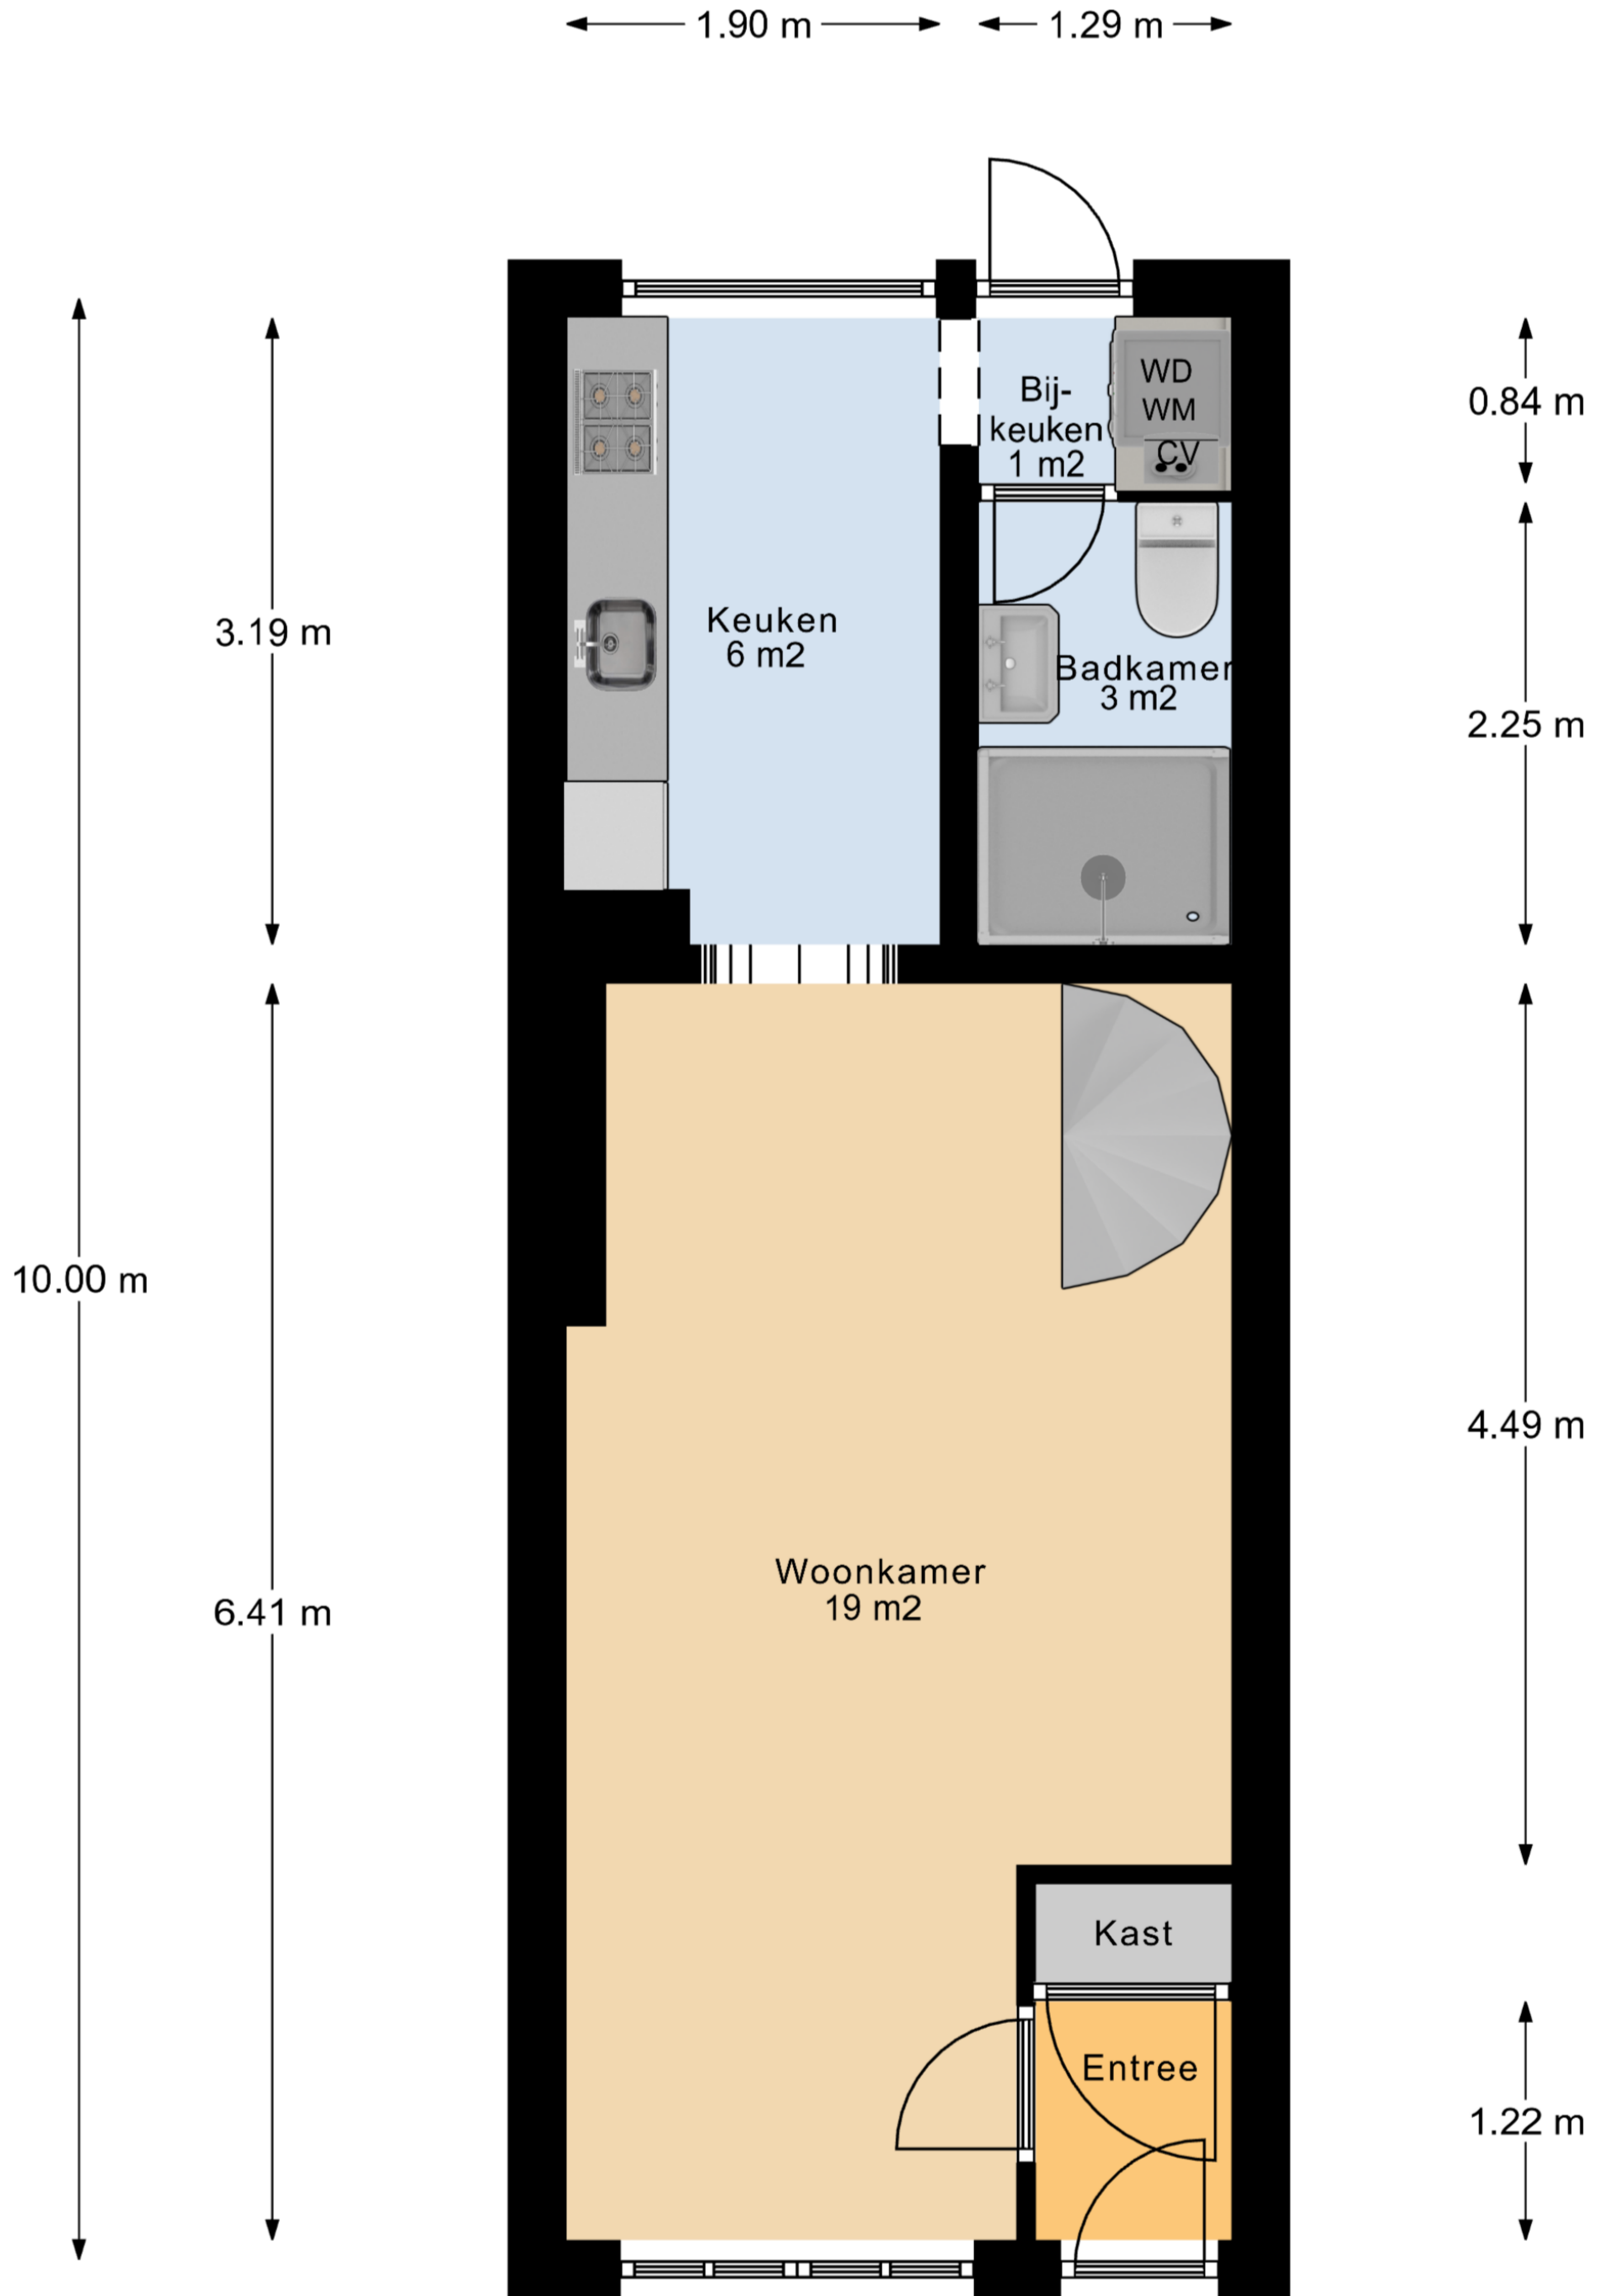 1.90 m
1.29 m
WD
WM
CV
Bij-
keuken
1 m2
0.84 m
3.19 m
Keuken
6 m2
Badkamer
3 m2
2.25 m
10.00 m
4.49 m
6.41 m
Woonkamer
19 m2
Kast
Entree
1.22 m